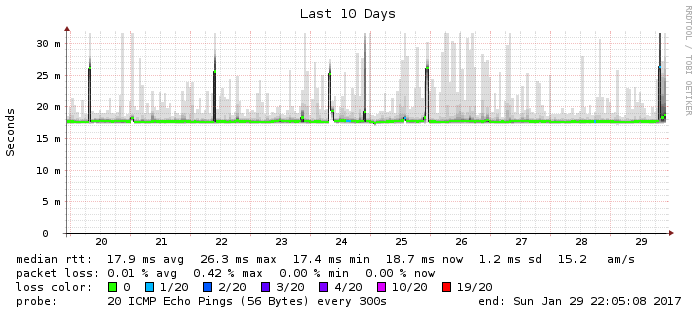 Last 10 Days
RRDTOOL / TOBI OETIKER
Seconds
30 m
25 m
20 m
15 m
10 m
5 m
0
20 21 22 23 24 25 26 27 28 29
median rtt: 17.9 ms avg 26.3 ms max 17.4 ms min 18.7 ms now 1.2 ms sd 15.2 am/s
packet loss: 0.01 % avg 0.42 % max 0.00 % min 0.00 % now
loss color: 0 1/20 2/20 3/20 4/20 10/20 19/20
probe: 20 ICMP Echo Pings (56 Bytes) every 300s end: Sun Jan 29 22:05:08 2017